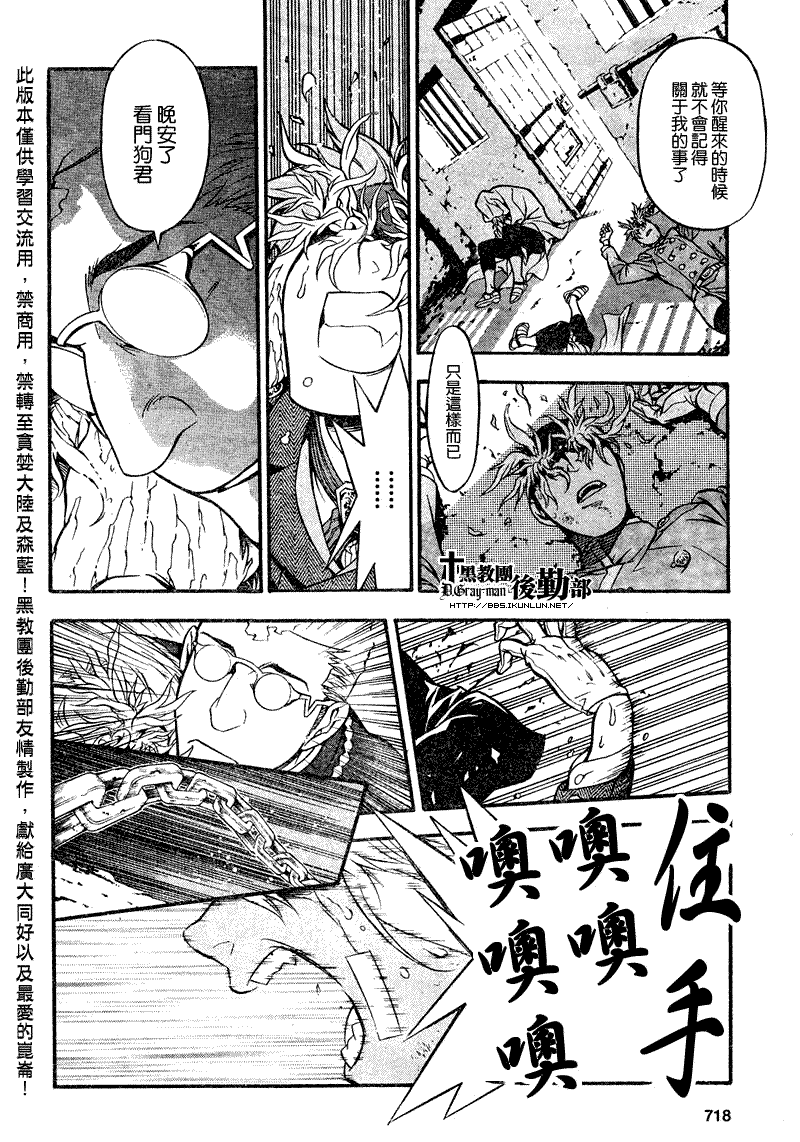 等你醒來的時候
就不會記得
關于我的事了
只是這樣而已
……
……
晚安了
看門狗君
黑教團
D.Gray-man
後勤部
HTTP://BBS.IKUNLUN.NET/
住手
噢噢
噢噢噢
此版本僅供學習交流用，禁商用，禁轉至貪婪大陸及森藍！黑教團後勤部友情製作，獻給廣大同好以及最愛的崑崙！
718